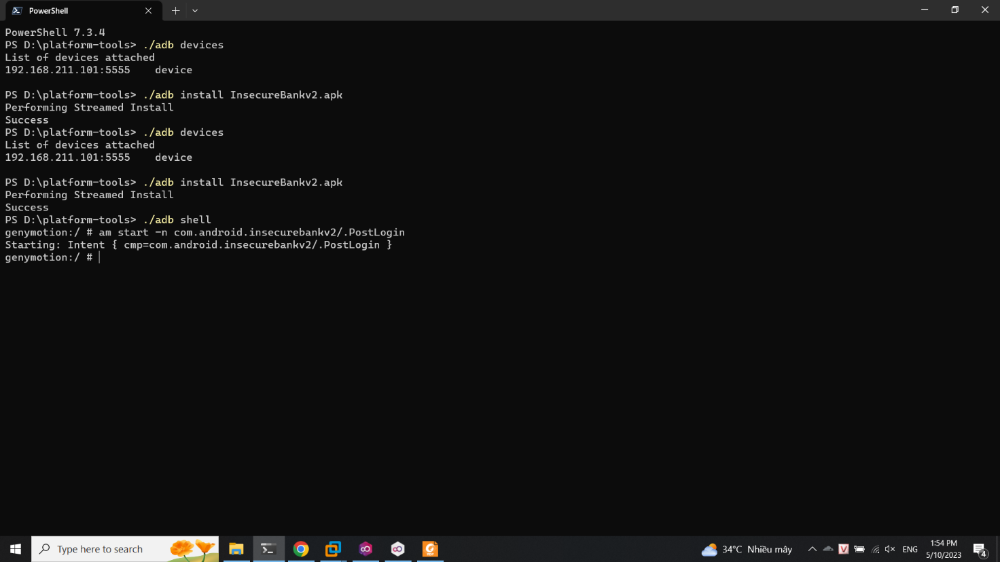 PowerShell
PowerShell 7.3.4
PS D:\platform-tools> ./adb devices
List of devices attached
192.168.211.101:5555    device
PS D:\platform-tools> ./adb install InsecureBankv2.apk
Performing Streamed Install
Success
PS D:\platform-tools> ./adb devices
List of devices attached
192.168.211.101:5555    device
PS D:\platform-tools> ./adb install InsecureBankv2.apk
Performing Streamed Install
Success
PS D:\platform-tools> ./adb shell
genymotion:/ # am start -n com.android.insecurebankv2/.PostLogin
Starting: Intent { cmp=com.android.insecurebankv2/.PostLogin }
genymotion:/ #
Type here to search
34°C Nhiều mây
ENG
1:54 PM
5/10/2023
4